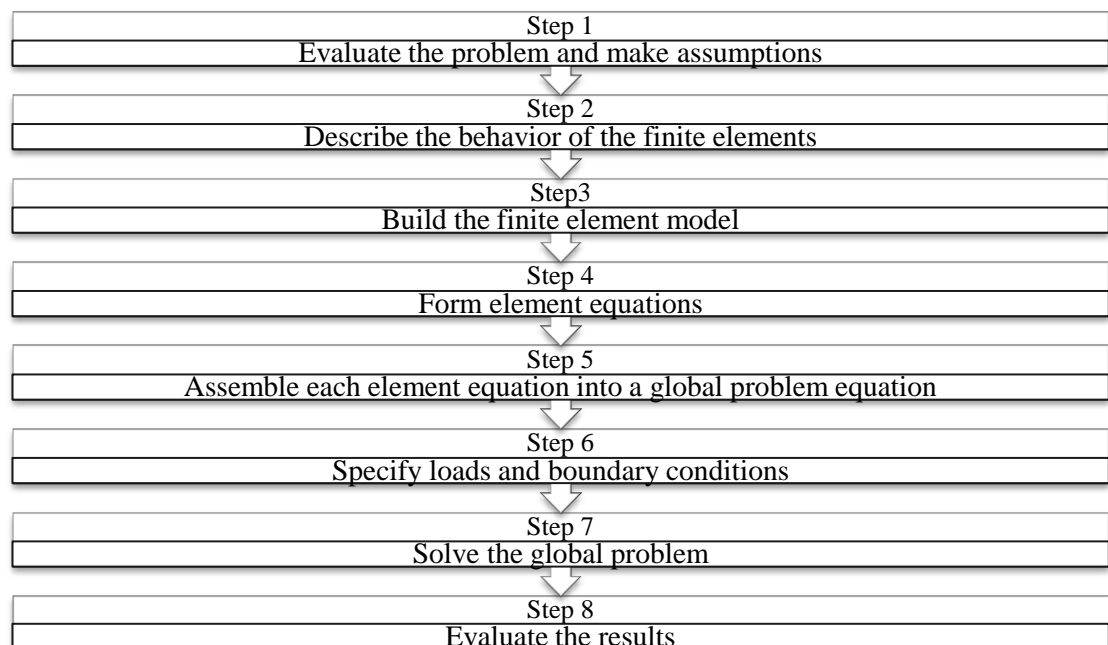 Step 1
Evaluate the problem and make assumptions
Step 2
Describe the behavior of the finite elements
Step3
Build the finite element model
Step 4
Form element equations
Step 5
Assemble each element equation into a global problem equation
Step 6
Specify loads and boundary conditions
Step 7
Solve the global problem
Step 8
Evaluate the results